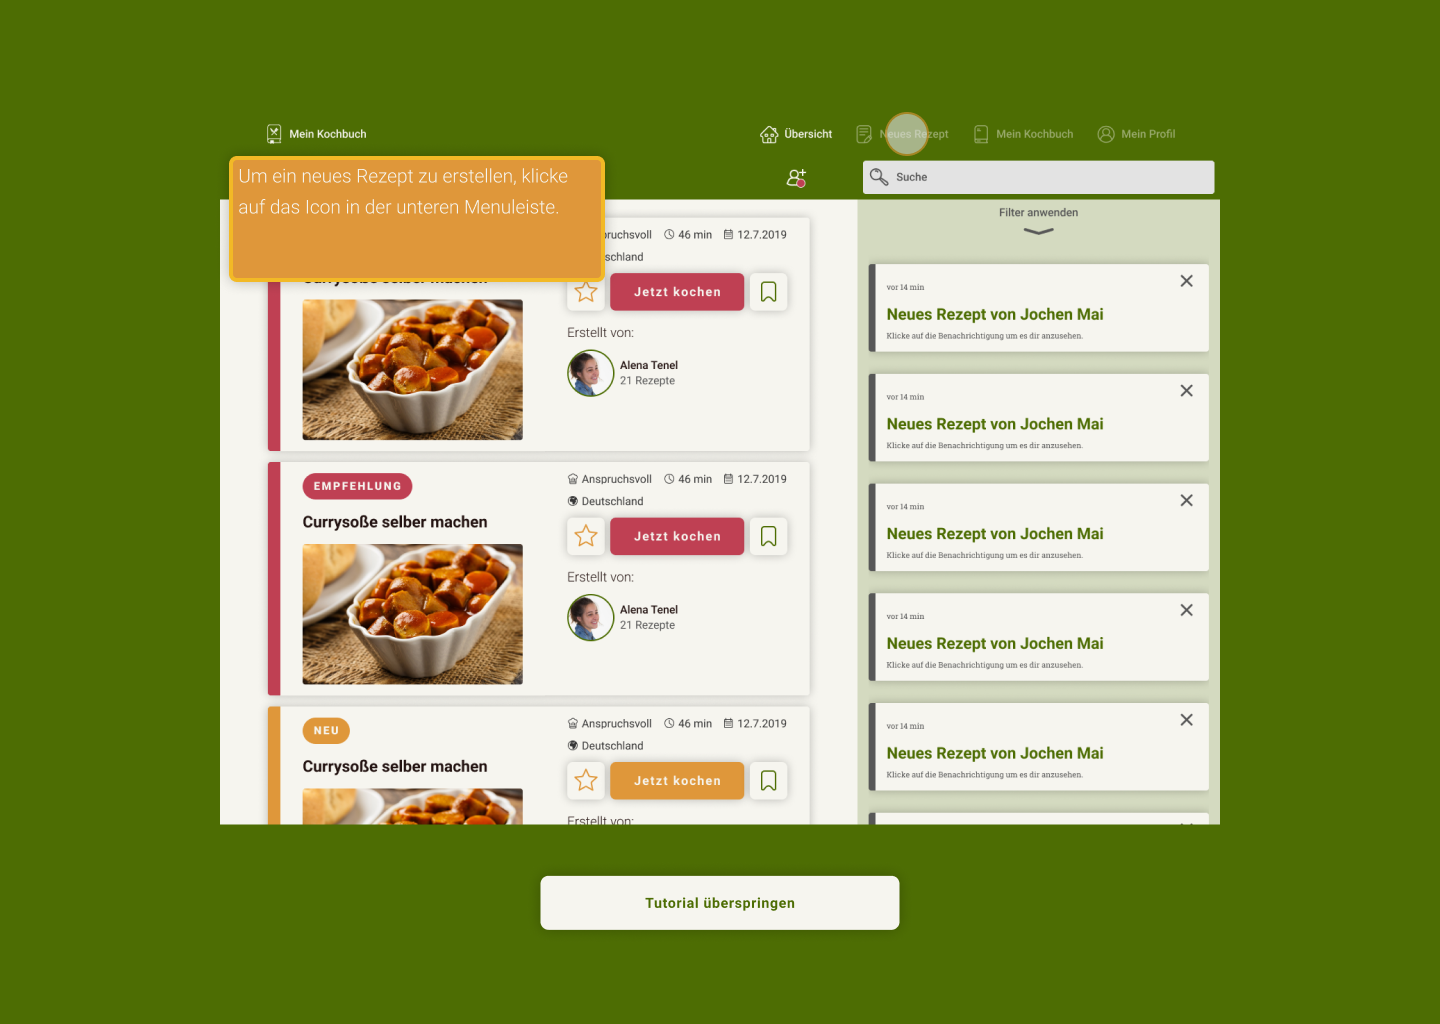 Mein Kochbuch
Übersicht
Neues Rezept
Mein Kochbuch
Mein Profil
Um ein neues Rezept zu erstellen, klicke
auf das Icon in der unteren Menuleiste.
Suche
46 min
12.7.2019
Currysoße selber machen
Jetzt kochen
Erstellt von:
Alena Tenel
21 Rezepte
EMPFEHLUNG
Currysoße selber machen
Anspruchsvoll
46 min
12.7.2019
Deutschland
Jetzt kochen
Erstellt von:
Alena Tenel
21 Rezepte
NEU
Currysoße selber machen
Anspruchsvoll
46 min
12.7.2019
Deutschland
Jetzt kochen
Erstellt von:
Filter anwenden
vor 14 min
Neues Rezept von Jochen Mai
Klicke auf die Benachrichtigung um es dir anzusehen.
vor 14 min
Neues Rezept von Jochen Mai
Klicke auf die Benachrichtigung um es dir anzusehen.
vor 14 min
Neues Rezept von Jochen Mai
Klicke auf die Benachrichtigung um es dir anzusehen.
vor 14 min
Neues Rezept von Jochen Mai
Klicke auf die Benachrichtigung um es dir anzusehen.
vor 14 min
Neues Rezept von Jochen Mai
Klicke auf die Benachrichtigung um es dir anzusehen.
Tutorial überspringen